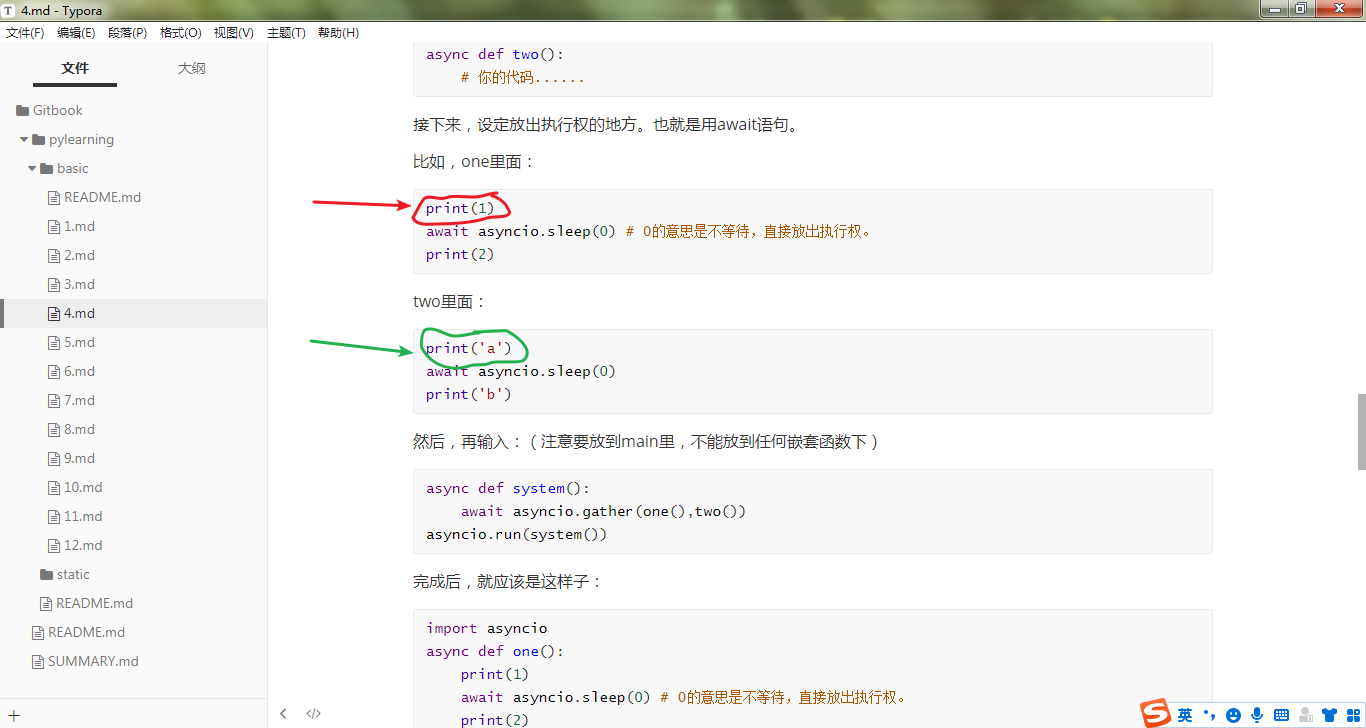 4.md - Typora
文件(F) 编辑(E) 段落(P) 格式(O) 视图(V) 主题(T) 帮助(H)
文件 大纲
Gitbook
pylearning
basic
README.md
1.md
2.md
3.md
4.md
5.md
6.md
7.md
8.md
9.md
10.md
11.md
12.md
static
README.md
README.md
SUMMARY.md
async def two():
# 你的代码......
接下来，设定放出执行权的地方。也就是用await语句。
比如，one里面：
print(1)
await asyncio.sleep(0) # 0的意思是不等待，直接放出执行权。
print(2)
two里面：
print('a')
await asyncio.sleep(0)
print('b')
然后，再输入：（注意要放到main里，不能放到任何嵌套函数下）
async def system():
await asyncio.gather(one(),two())
asyncio.run(system())
完成后，就应该是这样子：
import asyncio
async def one():
print(1)
await asyncio.sleep(0) # 0的意思是不等待，直接放出执行权。
print(2)
英